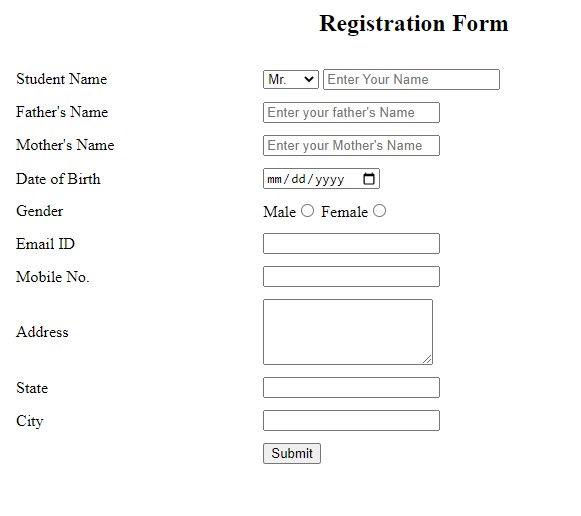 Registration Form
Student Name Mr. Enter Your Name
Father's Name Enter your father's Name
Mother's Name Enter your Mother's Name
Date of Birth mm/dd/yyyy
Gender Male Female
Email ID
Mobile No.
Address
State
City
Submit